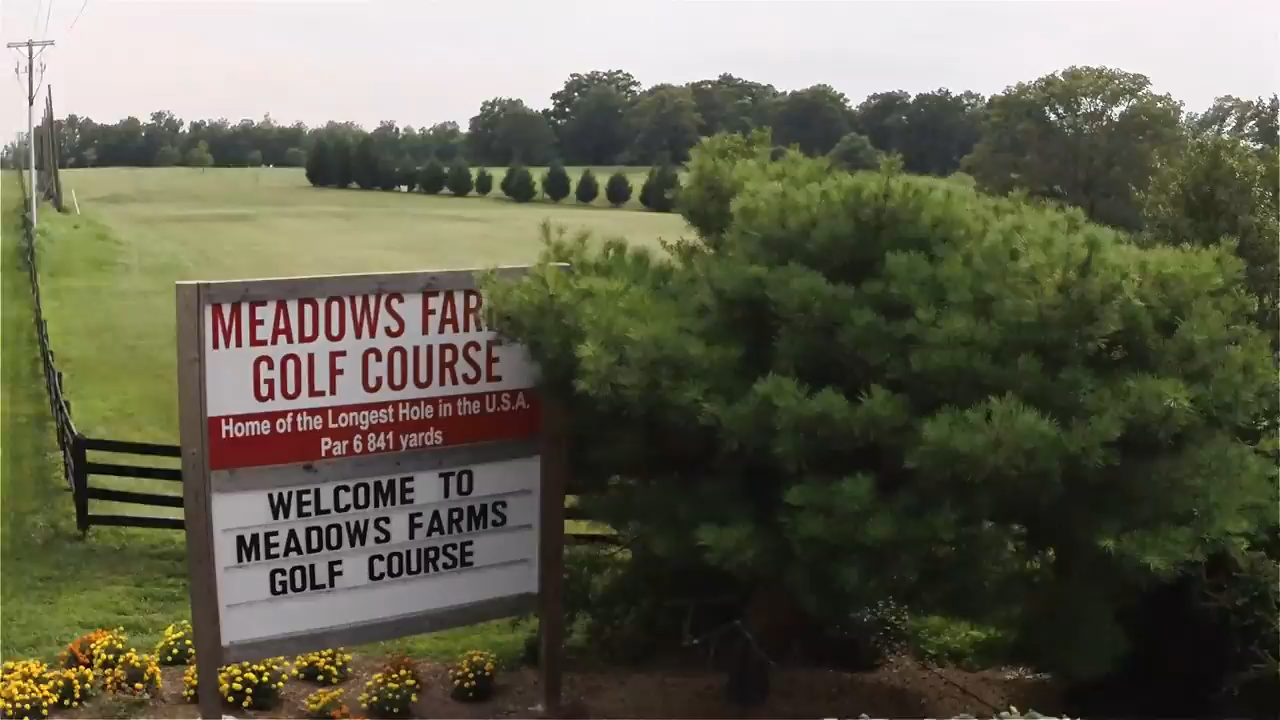 MEADOWS FAR
GOLF COURSE
Home of the Longest Hole in the U.S.A.
Par 6 841 yards
WELCOME TO
MEADOWS FARMS
GOLF COURSE